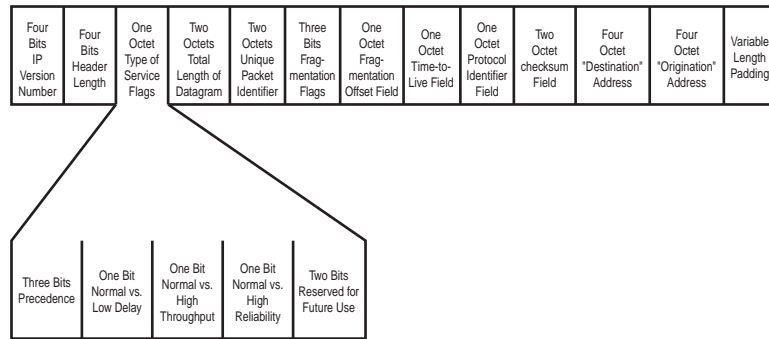 Four
Bits
IP
Version
Number
Four
Bits
Header
Length
One
Octet
Type of
Service
Flags
Two
Octets
Total
Length of
Datagram
Two
Octets
Unique
Packet
Identifier
Three
Bits
Frag-
mentation
Flags
One
Octet
Frag-
mentation
Offset Field
One
Octet
Time-to-
Live Field
One
Octet
Protocol
Identifier
Field
Two
Octet
checksum
Field
Four
Octet
"Destination"
Address
Four
Octet
"Origination"
Address
Variable
Length
Padding
Three Bits
Precedence
One Bit
Normal vs.
Low Delay
One Bit
Normal vs.
High
Throughput
One Bit
Normal vs.
High
Reliability
Two Bits
Reserved for
Future Use